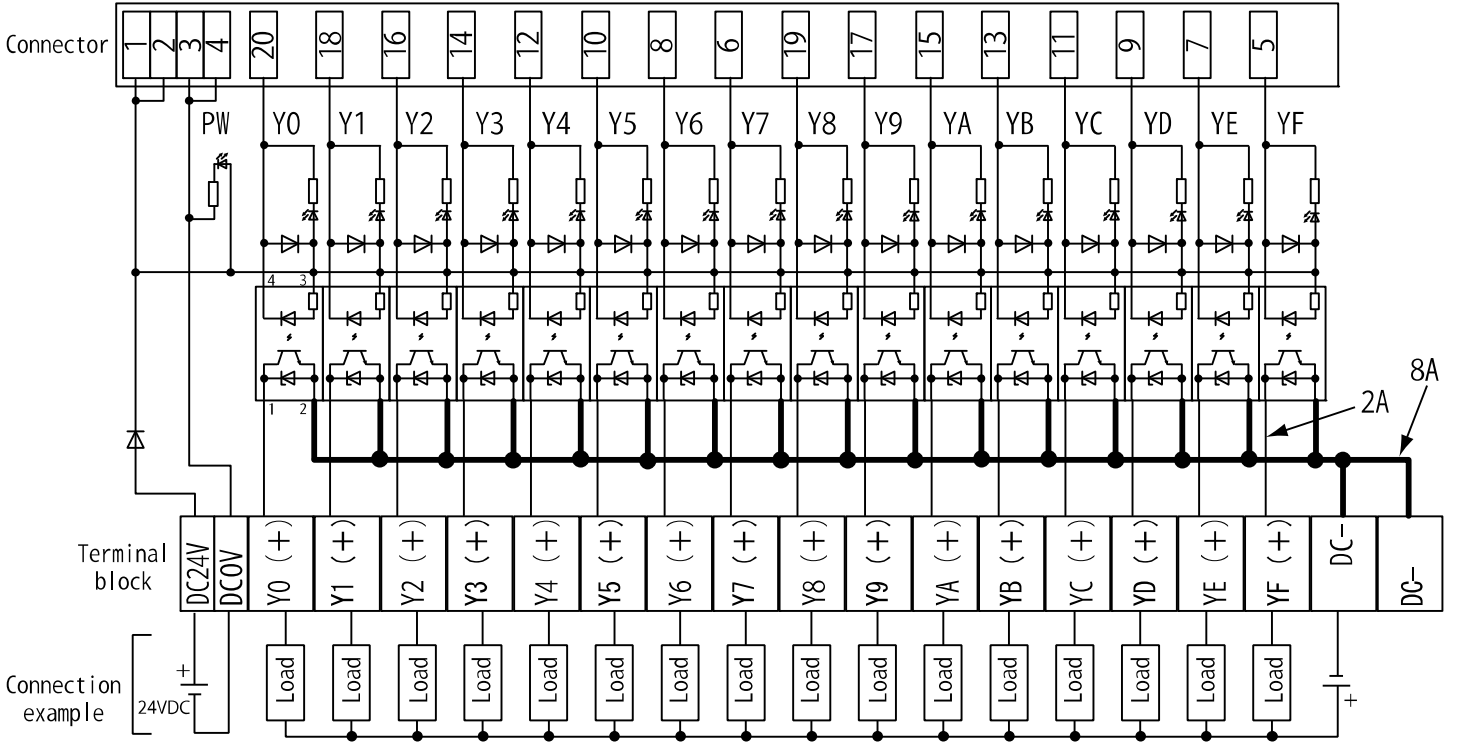 Connector 1 2 3 4 20 18 16 14 12 10 8 6 19 17 15 13 11 9 7 5
PW Y0 Y1 Y2 Y3 Y4 Y5 Y6 Y7 Y8 Y9 YA YB YC YD YE YF
4 3
1 2
8A
2A
Terminal
block
DC24V DC0V Y0 (+) Y1 (+) Y2 (+) Y3 (+) Y4 (+) Y5 (+) Y6 (+) Y7 (+) Y8 (+) Y9 (+) YA (+) YB (+) YC (+) YD (+) YE (+) YF (+) DC- DC-
Connection
example
+
24VDC
Load Load Load Load Load Load Load Load Load Load Load Load Load Load Load Load
+